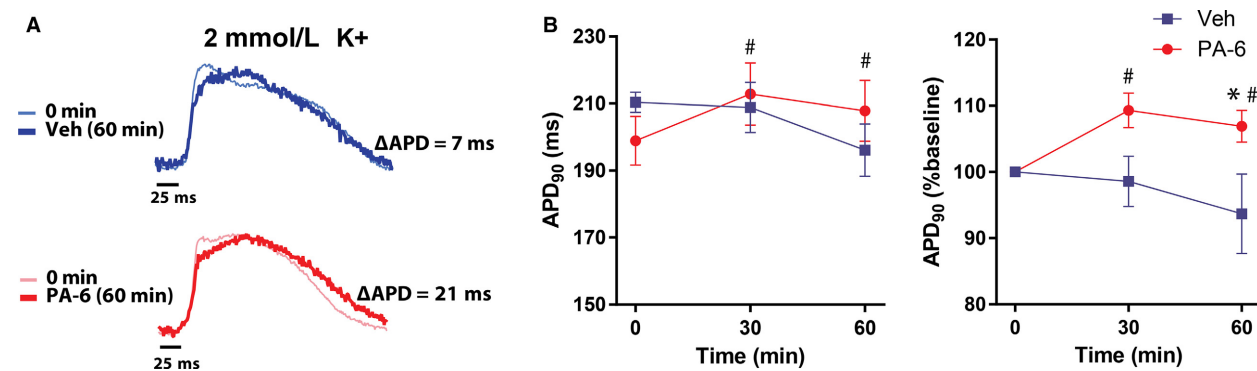 A
2 mmol/L K+
0 min
Veh (60 min)
ΔAPD = 7 ms
25 ms
0 min
PA-6 (60 min)
ΔAPD = 21 ms
25 ms
B
230
210
190
170
150
APD90 (ms)
#
#
0
30
60
Time (min)
Veh
PA-6
120
110
100
90
80
APD90 (%baseline)
#
* #
0
30
60
Time (min)